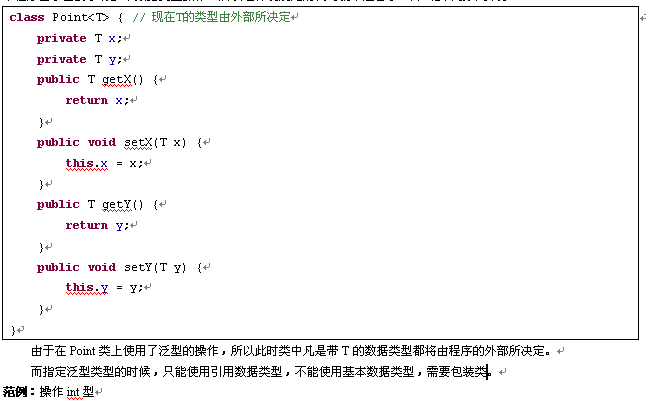 class Point<T> { // 现在T的类型由外部所决定
private T x;
private T y;
public T getX() {
return x;
}
public void setX(T x) {
this.x = x;
}
public T getY() {
return y;
}
public void setY(T y) {
this.y = y;
}
}
由于在 Point 类上使用了泛型的操作，所以此时类中凡是带 T 的数据类型都将由程序的外部所决定。
而指定泛型类型的时候，只能使用引用数据类型，不能使用基本数据类型，需要包装类。
范例：操作 int 型